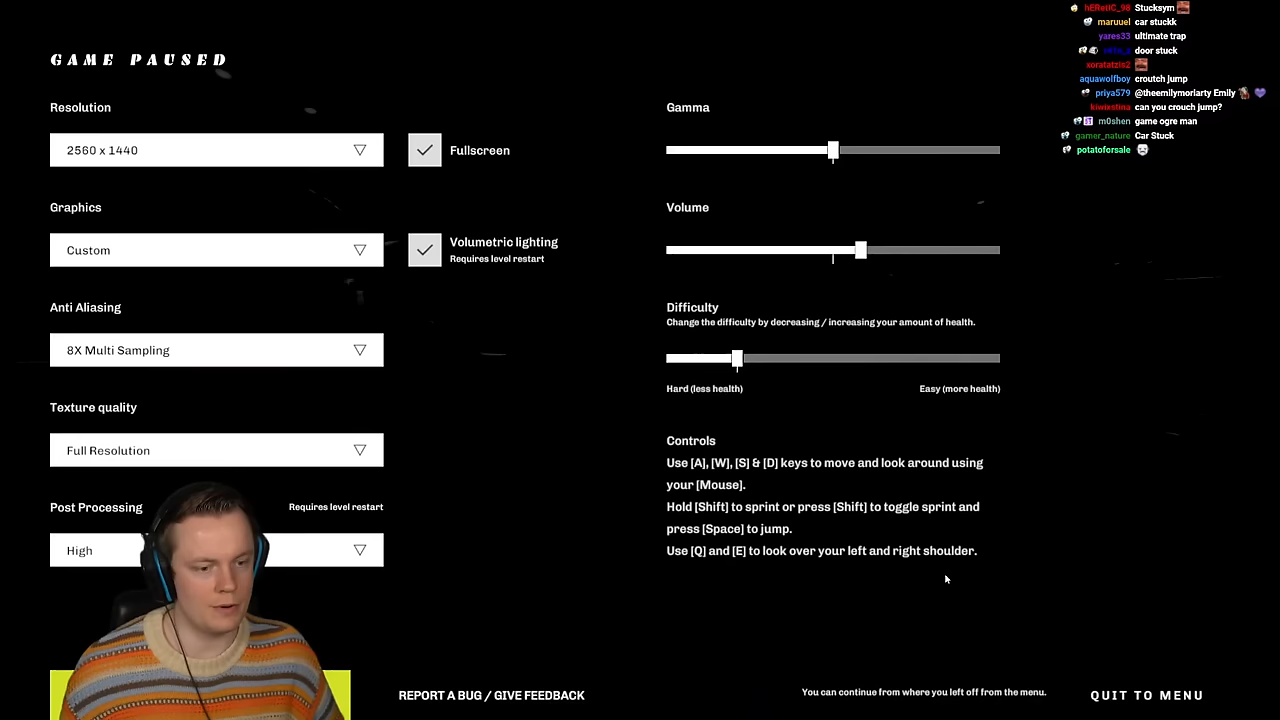 GAME PAUSED
Resolution
2560 x 1440
Fullscreen
Graphics
Custom
Volumetric lighting
Requires level restart
Anti Aliasing
8X Multi Sampling
Texture quality
Full Resolution
Post Processing
Requires level restart
High
Gamma
Volume
Difficulty
Change the difficulty by decreasing / increasing your amount of health.
Hard (less health)
Easy (more health)
Controls
Use [A], [W], [S] & [D] keys to move and look around using
your [Mouse].
Hold [Shift] to sprint or press [Shift] to toggle sprint and
press [Space] to jump.
Use [Q] and [E] to look over your left and right shoulder.
REPORT A BUG / GIVE FEEDBACK
You can continue from where you left off from the menu.
QUIT TO MENU
hERetiC_98 Stucksym
maruuel car stuckk
yares33 ultimate trap
door stuck
xoratatzis2
aquawolfboy croutch jump
priya579 @theemilymoriarty Emily
kiwixsfina can you crouch jump?
m0shen game ogre man
gamer_nature Car Stuck
potatoforsale